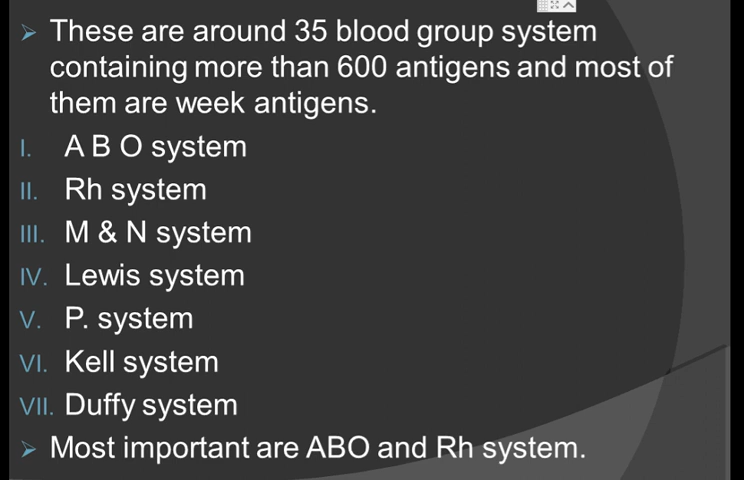 ➢ These are around 35 blood group system
containing more than 600 antigens and most of
them are week antigens.
I. A B O system
II. Rh system
III. M & N system
IV. Lewis system
V. P. system
VI. Kell system
VII. Duffy system
➢ Most important are ABO and Rh system.